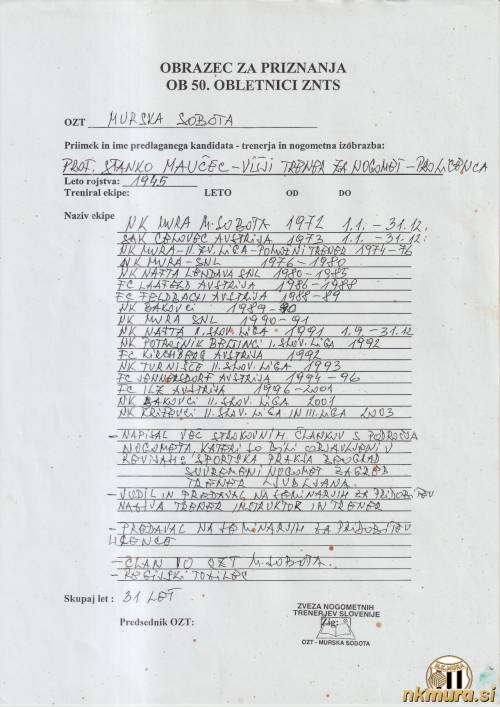 OBRAZEC ZA PRIZNANJA
OB 50. OBLETNICI ZNTS
OZT MURSKA SOBOTA
Priimek in ime predlaganega kandidata - trenerja in nogometna izobrazba:
PROF. STANKO MAUČEC - VIŠJI TRENER ZA NOGOMET - PRO LICENCA
Leto rojstva: 1945
Treniral ekipe: LETO OD DO
Naziv ekipe
NK MURA M. SOBOTA 1972 1.1. - 31.12.
SAK CELOVEC AVSTRIJA 1973 1.1. - 31.12.
NK MURA - II. ZV. LIGA - POMOŽNI TRENER 1974-76
NK MURA - SNL 1976-1980
NK NAFTA LENDAVA SNL 1980-1985
FC AVSTRIJA 1986-1988
FC FELDBACH AVSTRIJA 1988-89
NK BAKOVCI 1989-90
NK MURA SNL 1990-91
NK NAFTA I. SLOV. LIGA 1991 1.9 - 31.12
NK POTROŠNIK BELTINCI I. SLOV. LIGA 1992
FC KIRCHBERG AVSTRIJA 1992
NK TURNIŠČE II. SLOV. LIGA 1993
FC JENNERSDORF AVSTRIJA 1994-96
FC ILZ AVSTRIJA 1996-2001
NK BAKOVCI II. SLOV. LIGA 2001
NK KRIŽEVCI II. SLOV. LIGA IN III. LIGA 2003
- NAPISAL VEČ STROKOVNIH ČLANKOV S PODROČJA
NOGOMETA, KATERI SO BILI OBJAVLJENI V
REVIJAH: SPORTSKA PRAKSA BEOGRAD
SUVREMENI NOGOMET ZAGREB
TRENER LJUBLJANA.
- VODIL IN PREDAVAL NA SEMINARJIH ZA PRIDOBITEV
NAZIVA TRENER INŠTRUKTOR IN TRENER
- PREDAVAL NA SEMINARJIH ZA PRIDOBITEV
LICENCE
- ČLAN IO OZT M. SOBOTA.
- REGIJSKI TOŽILEC
Skupaj let : 31 LET
Predsednik OZT:
Žig:
ZVEZA NOGOMETNIH
TRENERJEV SLOVENIJE
OZT - MURSKA SOBOTA
N.K. MURA
nkmura.si